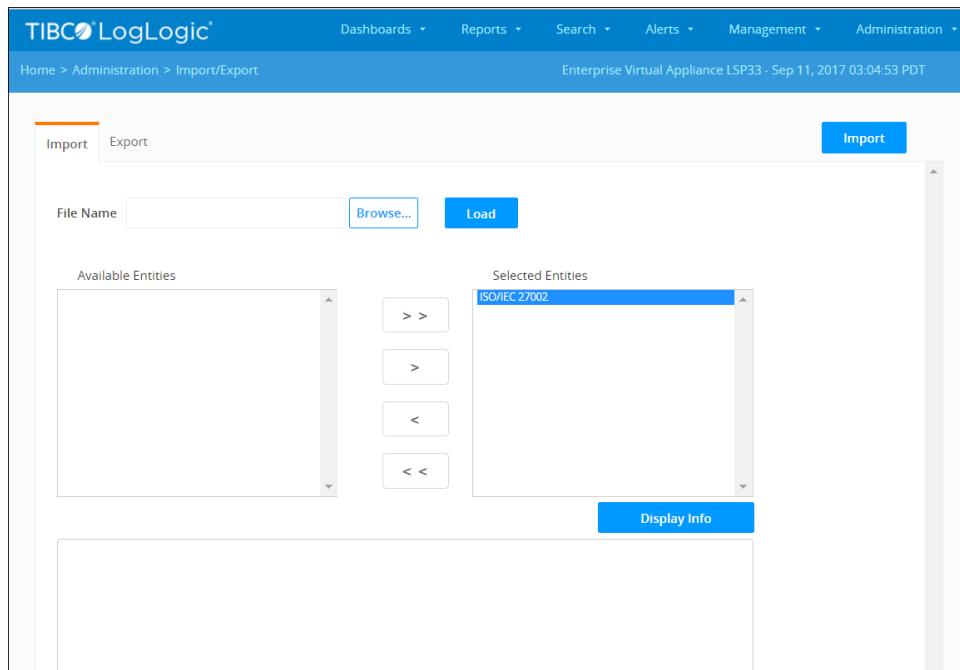 TIBCO® LogLogic®
Dashboards Reports Search Alerts Management Administration
Home > Administration > Import/Export Enterprise Virtual Appliance LSP33 - Sep 11, 2017 03:04:53 PDT
Import Export Import
File Name Browse... Load
Available Entities Selected Entities
ISO/IEC 27002
> >
>
<
< <
Display Info